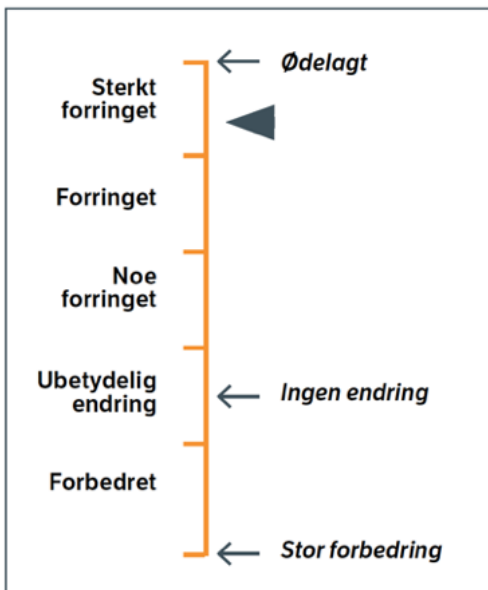 Ødelagt
Sterkt
forringet
Forringet
Noe
forringet
Ubetydelig
endring
Ingen endring
Forbedret
Stor forbedring